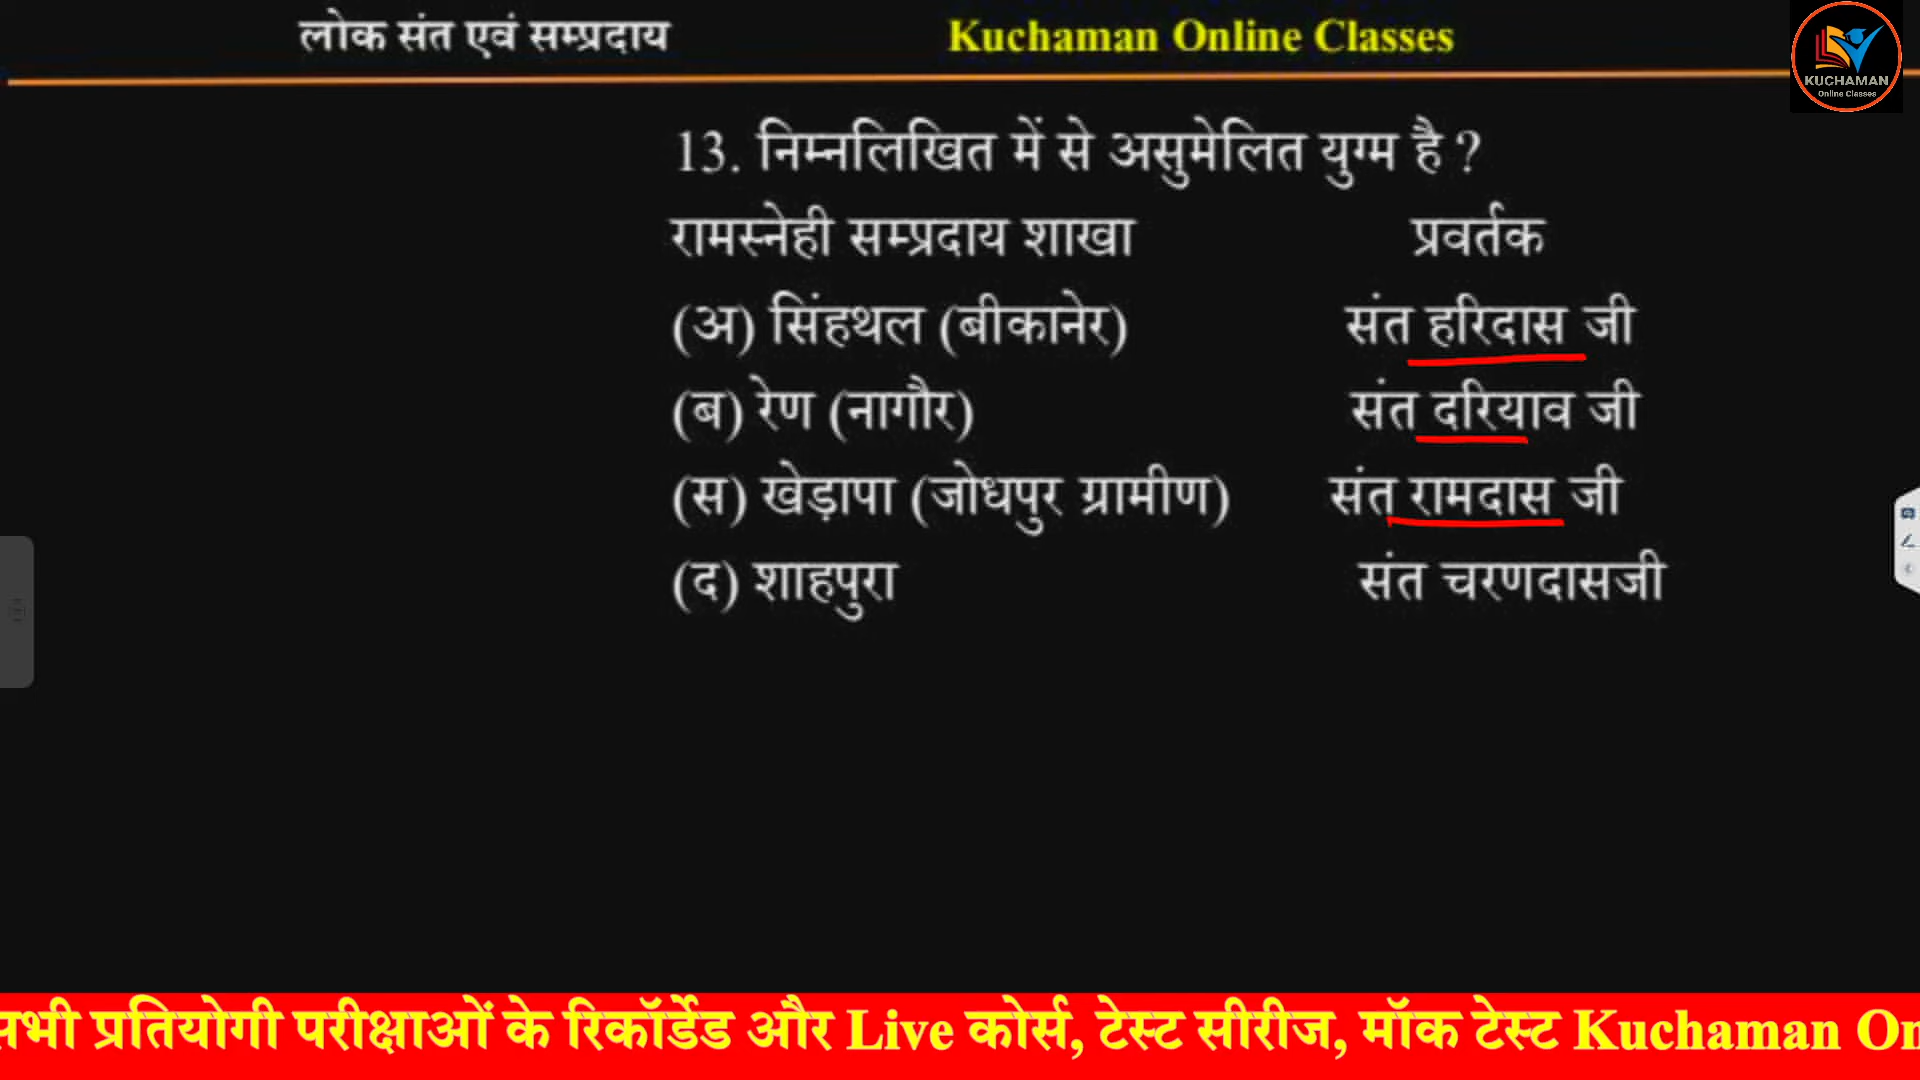 लोक संत एवं सम्प्रदाय Kuchaman Online Classes
KUCHAMAN
Online Classes
13. निम्नलिखित में से असुमेलित युग्म है ?
रामस्नेही सम्प्रदाय शाखा प्रवर्तक
(अ) सिंहथल (बीकानेर) संत हरिदास जी
(ब) रेण (नागौर) संत दरियाव जी
(स) खेड़ापा (जोधपुर ग्रामीण) संत रामदास जी
(द) शाहपुरा संत चरणदासजी
सभी प्रतियोगी परीक्षाओं के रिकॉर्डेड और Live कोर्स, टेस्ट सीरीज, मॉक टेस्ट Kuchaman On